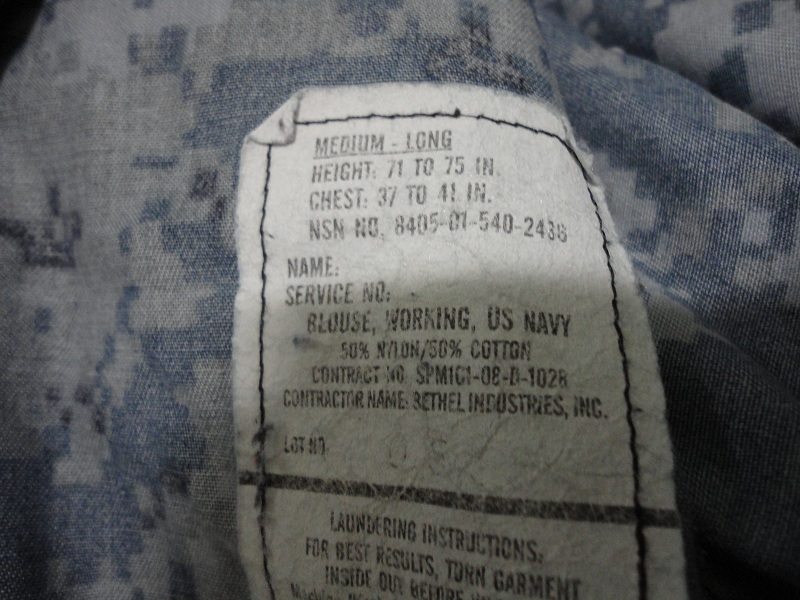 MEDIUM - LONG
HEIGHT: 71 TO 75 IN.
CHEST: 37 TO 41 IN.
NSN NO. 8405-01-540-2436
NAME:
SERVICE NO:
BLOUSE, WORKING, US NAVY
50% NYLON/50% COTTON
CONTRACT NO. SPM1C1-08-D-1028
CONTRACTOR NAME: BETHEL INDUSTRIES, INC.
LOT NO.
LAUNDERING INSTRUCTIONS:
FOR BEST RESULTS, TURN GARMENT
INSIDE OUT BEFORE